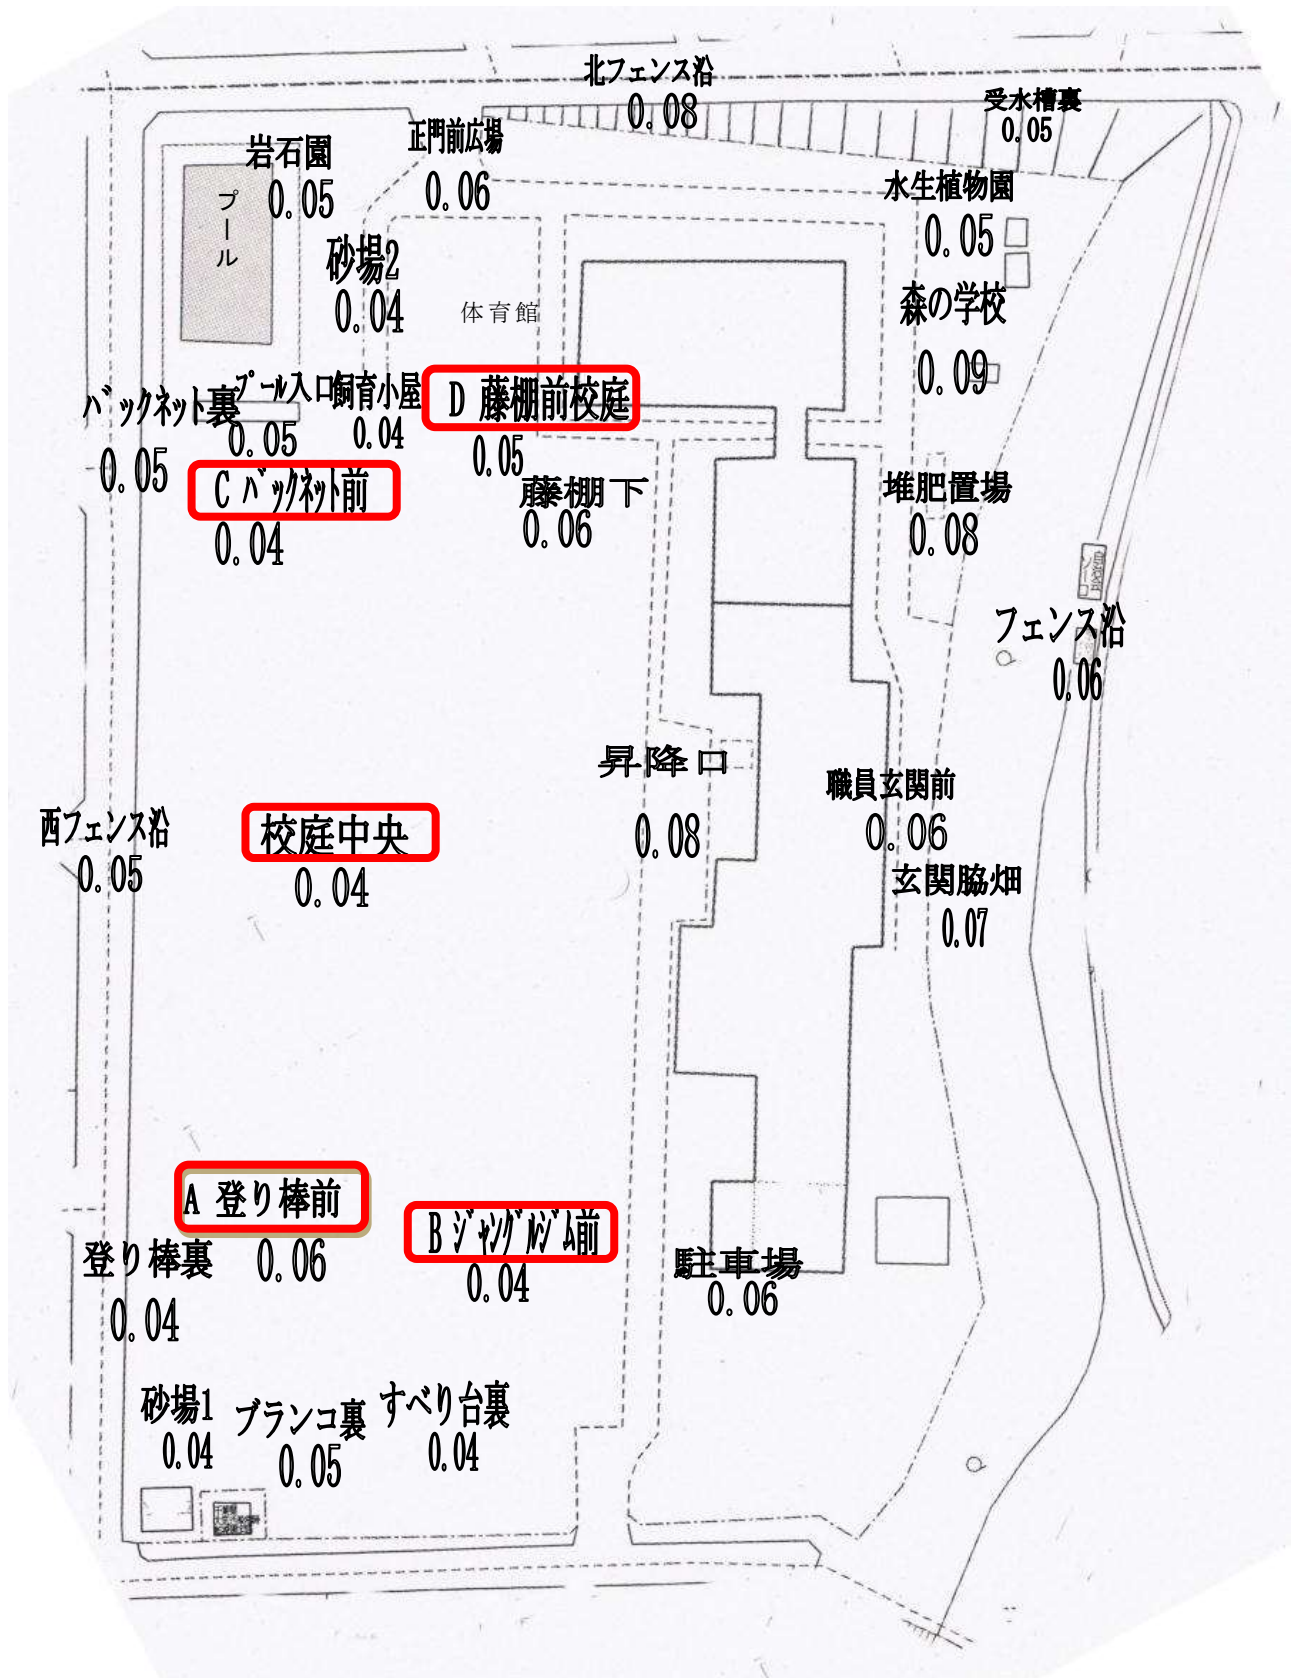 北フェンス沿
0.08
受水槽裏
0.05
正門前広場
0.06
岩石園
0.05
プール
水生植物園
0.05
砂場2
0.04
体育館
森の学校
0.09
バックネット裏
0.05
プール入口
0.05
飼育小屋
0.04
D 藤棚前校庭
0.05
C バックネット前
0.04
藤棚下
0.06
堆肥置場
0.08
フェンス沿
0.06
昇降口
0.08
職員玄関前
0.06
西フェンス沿
0.05
校庭中央
0.04
玄関脇畑
0.07
A 登り棒前
0.06
B ジャングルジム前
0.04
登り棒裏
0.04
駐車場
0.06
砂場1
0.04
ブランコ裏
0.05
すべり台裏
0.04